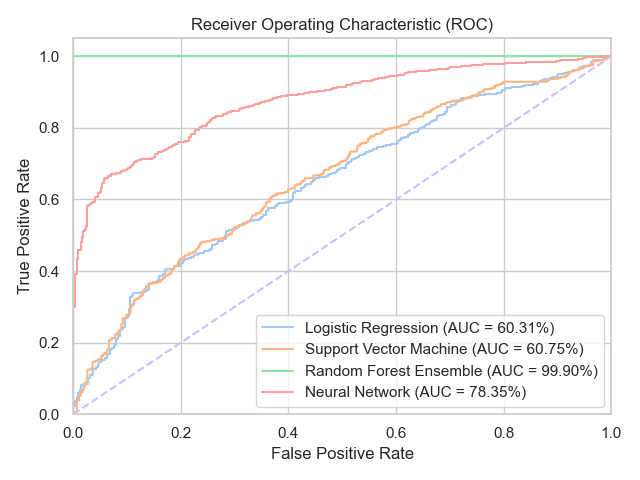 Receiver Operating Characteristic (ROC)
1.0
0.8
0.6
0.4
0.2
0.0
True Positive Rate
Logistic Regression (AUC = 60.31%)
Support Vector Machine (AUC = 60.75%)
Random Forest Ensemble (AUC = 99.90%)
Neural Network (AUC = 78.35%)
0.0 0.2 0.4 0.6 0.8 1.0
False Positive Rate